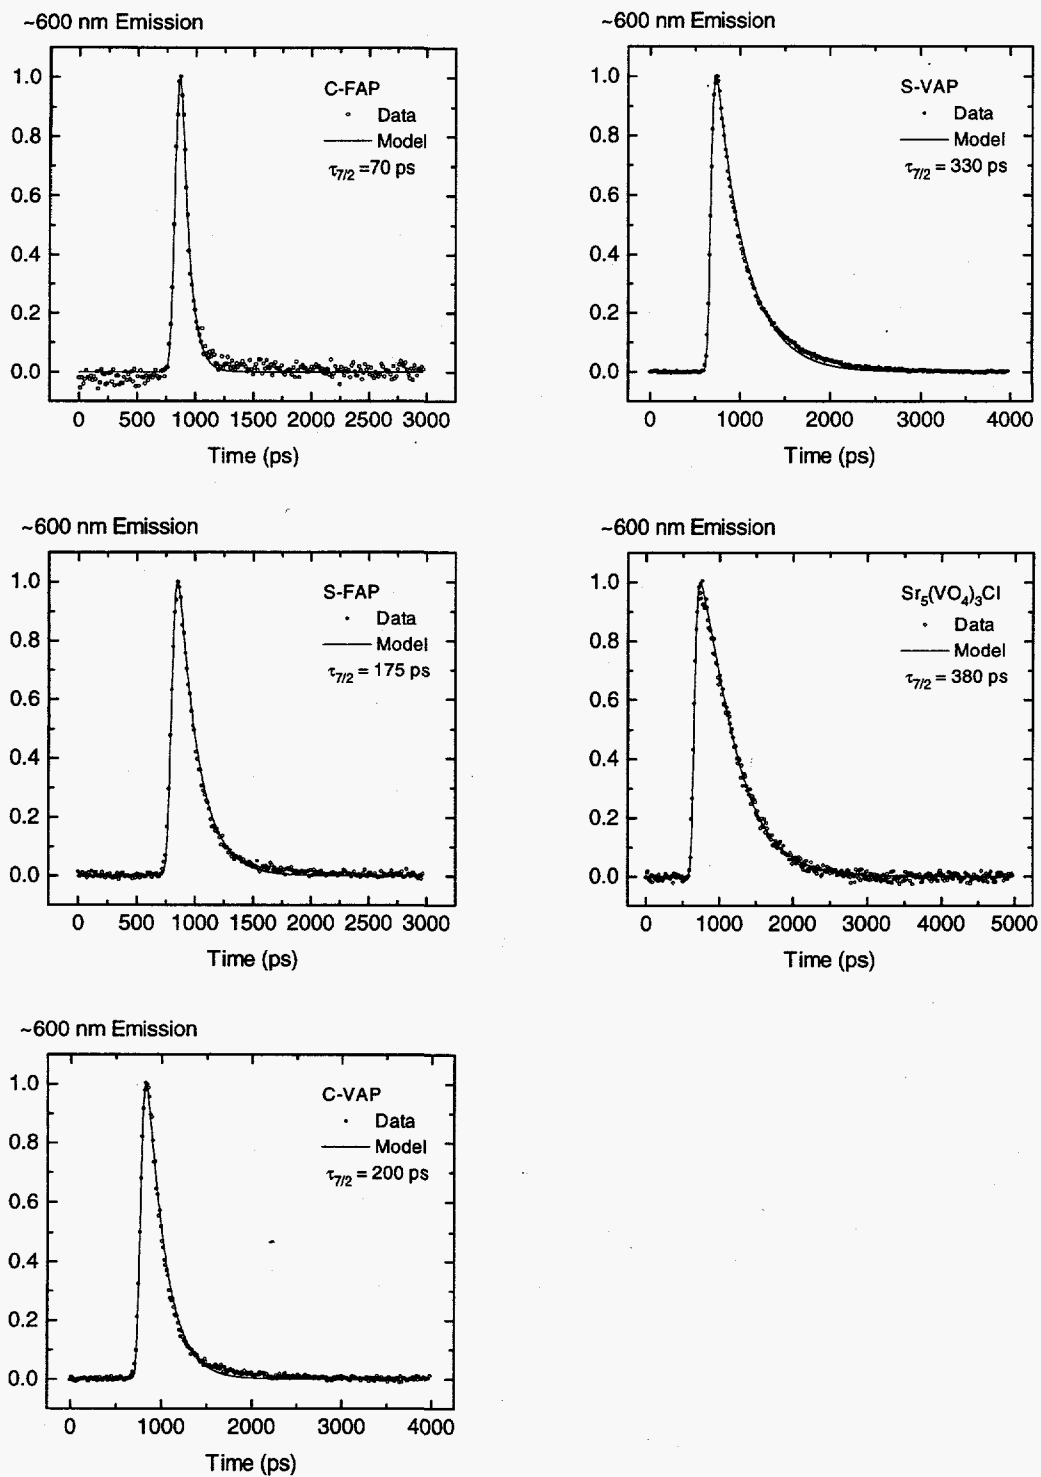 ~600 nm Emission
1.0
0.8
0.6
0.4
0.2
0.0
C-FAP
Data
Model
τ7/2 =70 ps
0 500 1000 1500 2000 2500 3000
Time (ps)
~600 nm Emission
1.0
0.8
0.6
0.4
0.2
0.0
S-VAP
Data
Model
τ7/2 = 330 ps
0 1000 2000 3000 4000
Time (ps)
~600 nm Emission
1.0
0.8
0.6
0.4
0.2
0.0
S-FAP
Data
Model
τ7/2 = 175 ps
0 500 1000 1500 2000 2500 3000
Time (ps)
~600 nm Emission
1.0
0.8
0.6
0.4
0.2
0.0
Sr5(VO4)3Cl
Data
Model
τ7/2 = 380 ps
0 1000 2000 3000 4000 5000
Time (ps)
~600 nm Emission
1.0
0.8
0.6
0.4
0.2
0.0
C-VAP
Data
Model
τ7/2 = 200 ps
0 1000 2000 3000 4000
Time (ps)